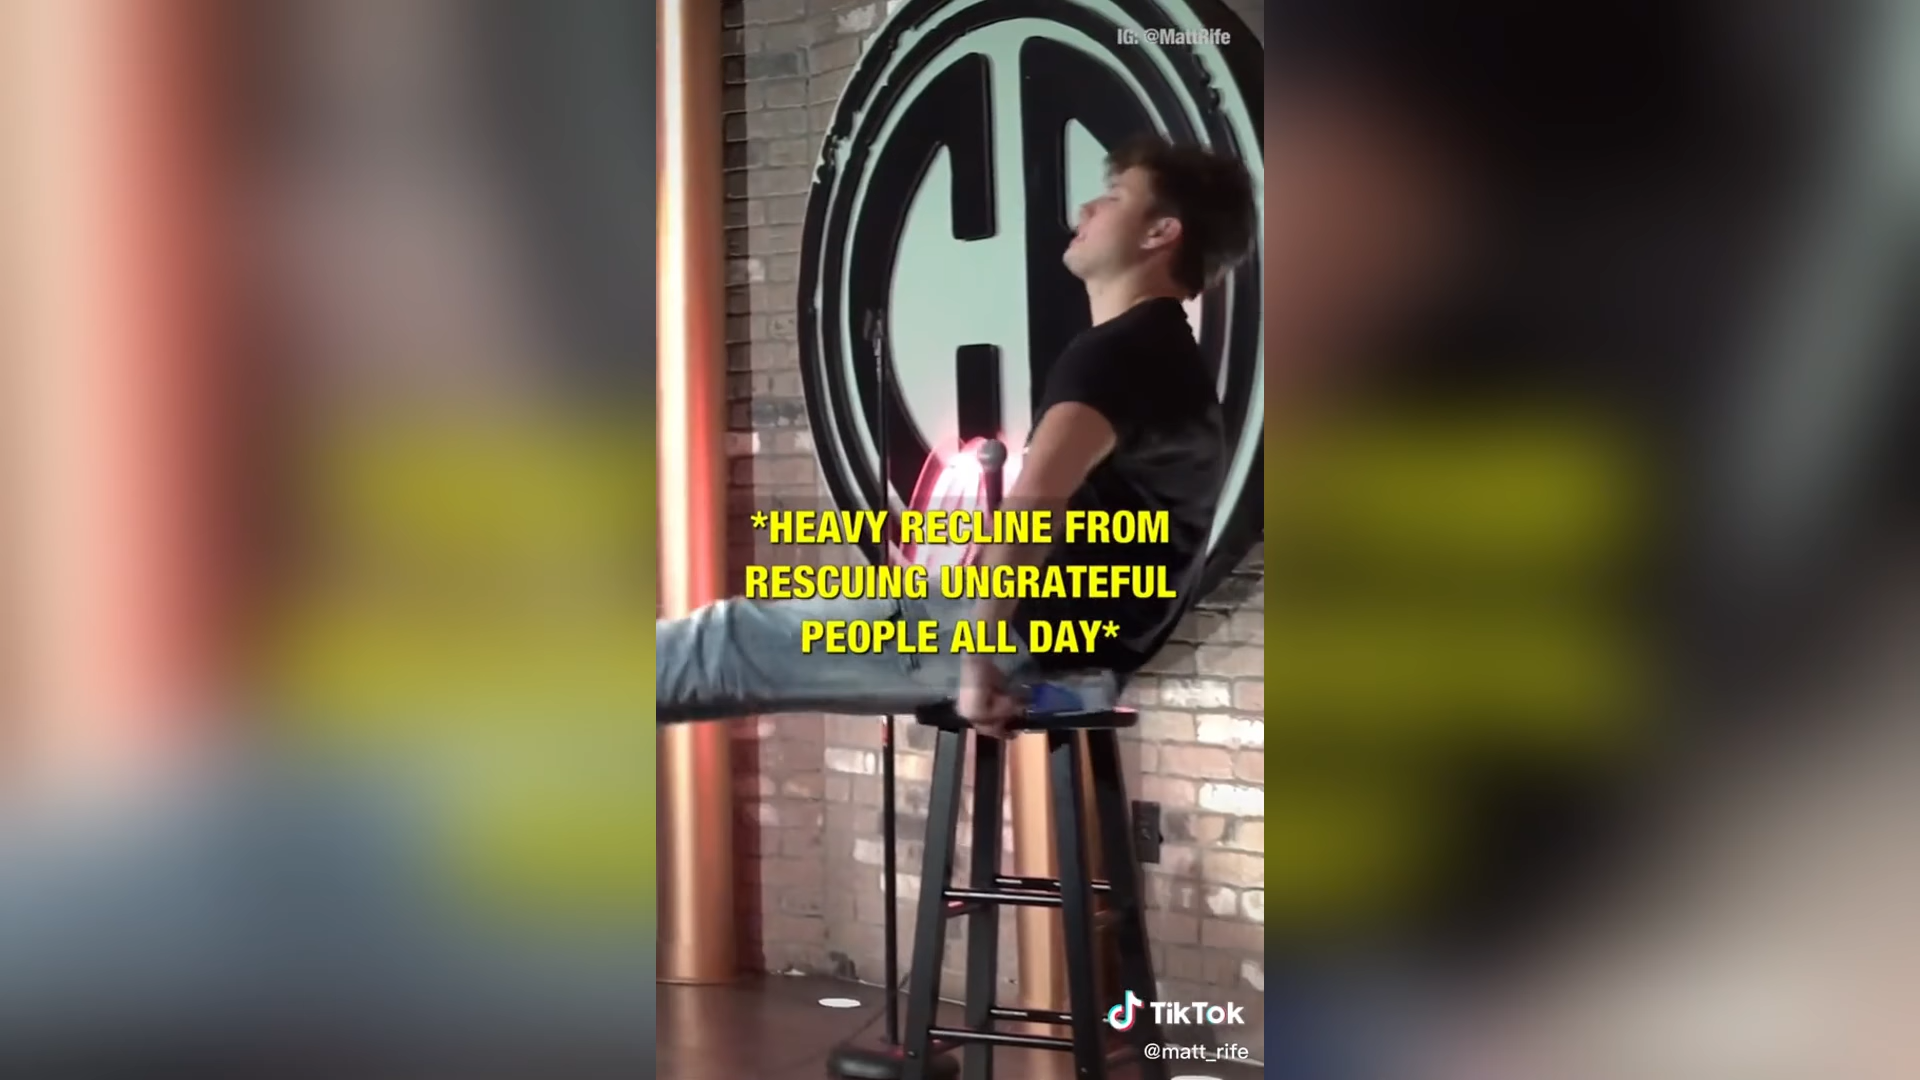 IG: @MattRife
*HEAVY RECLINE FROM
RESCUING UNGRATEFUL
PEOPLE ALL DAY*
TikTok
@matt_rife